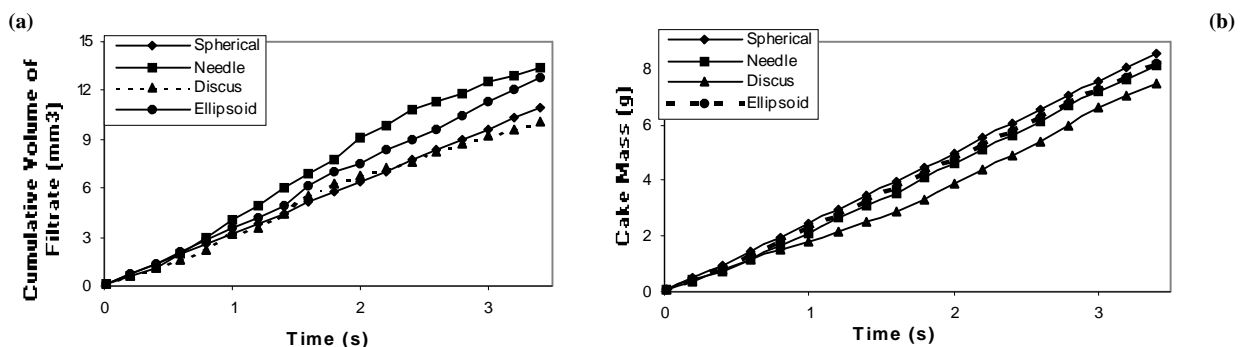 (a)
Cumulative Volume of
Filtrate (mm3)
15
12
9
6
3
0
Spherical
Needle
Discus
Ellipsoid
0 1 2 3
Time (s)
(b)
Cake Mass (g)
8
6
4
2
0
Spherical
Needle
Discus
Ellipsoid
0 1 2 3
Time (s)